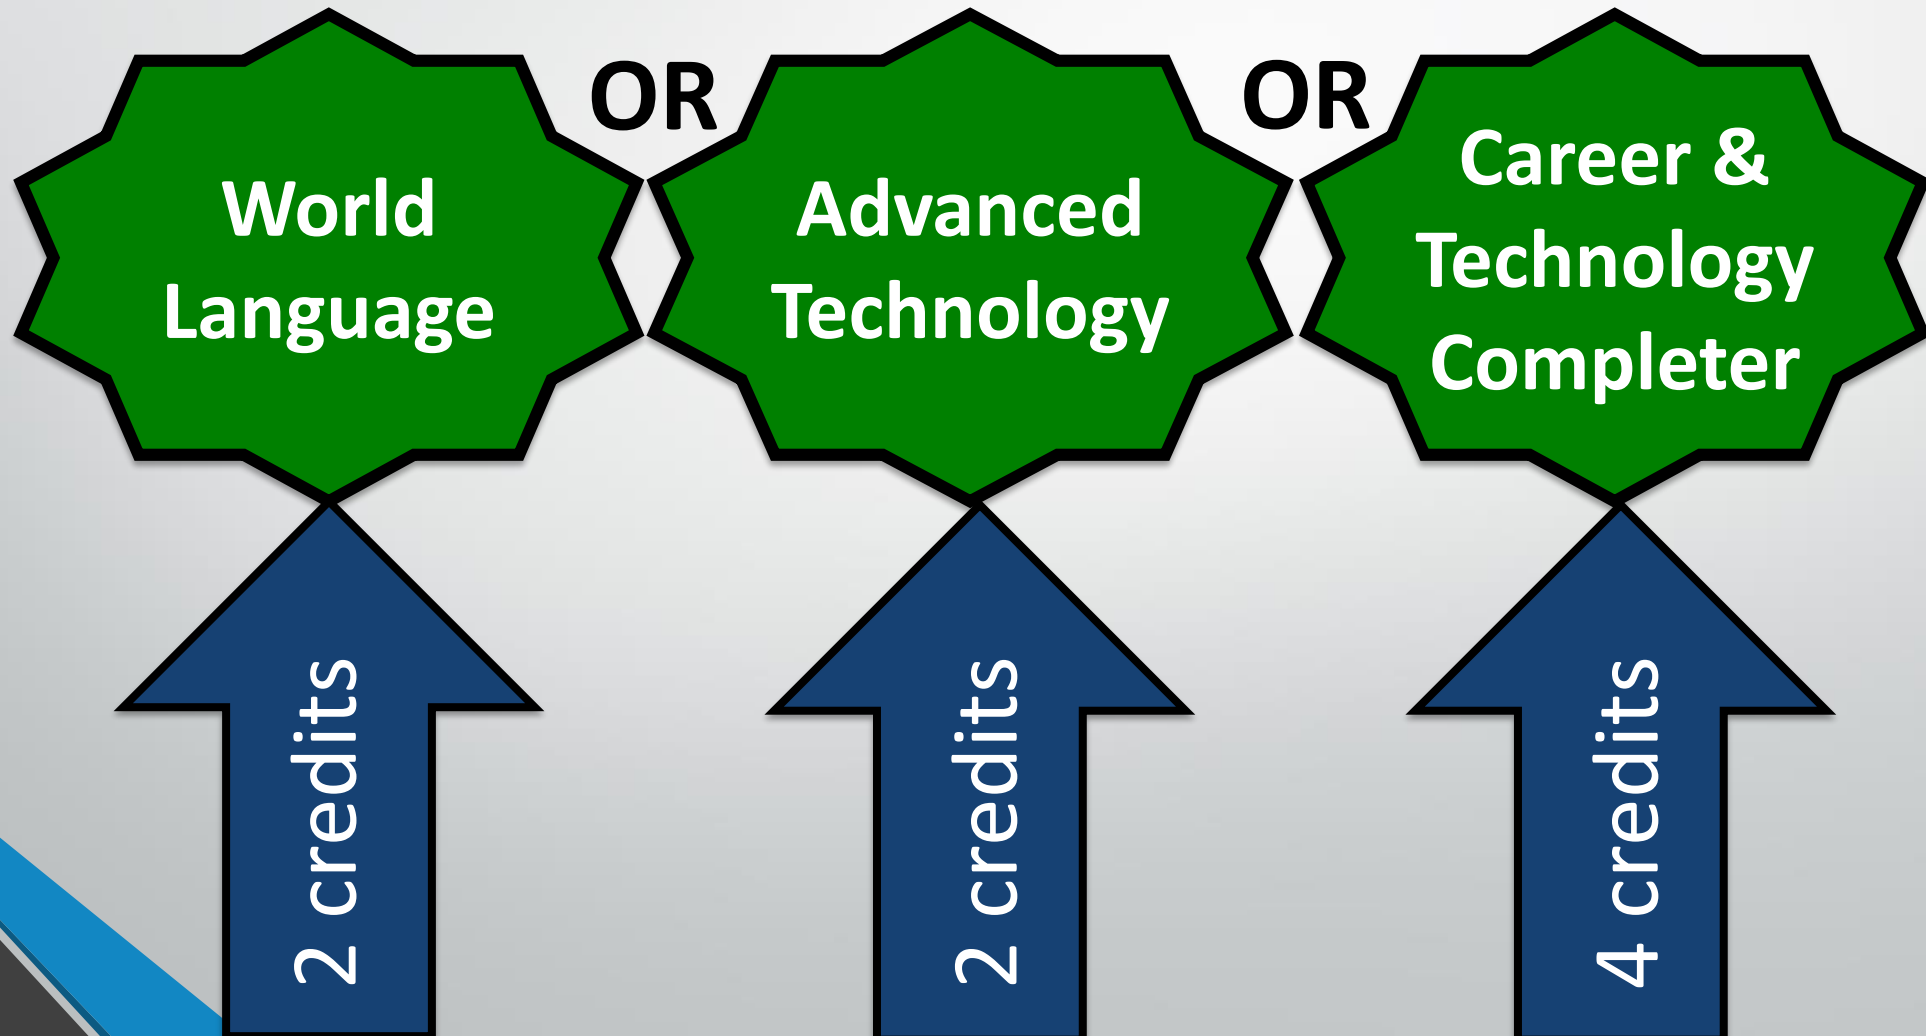 World
Language
OR
Advanced
Technology
OR
Career &
Technology
Completer
2 credits
2 credits
4 credits